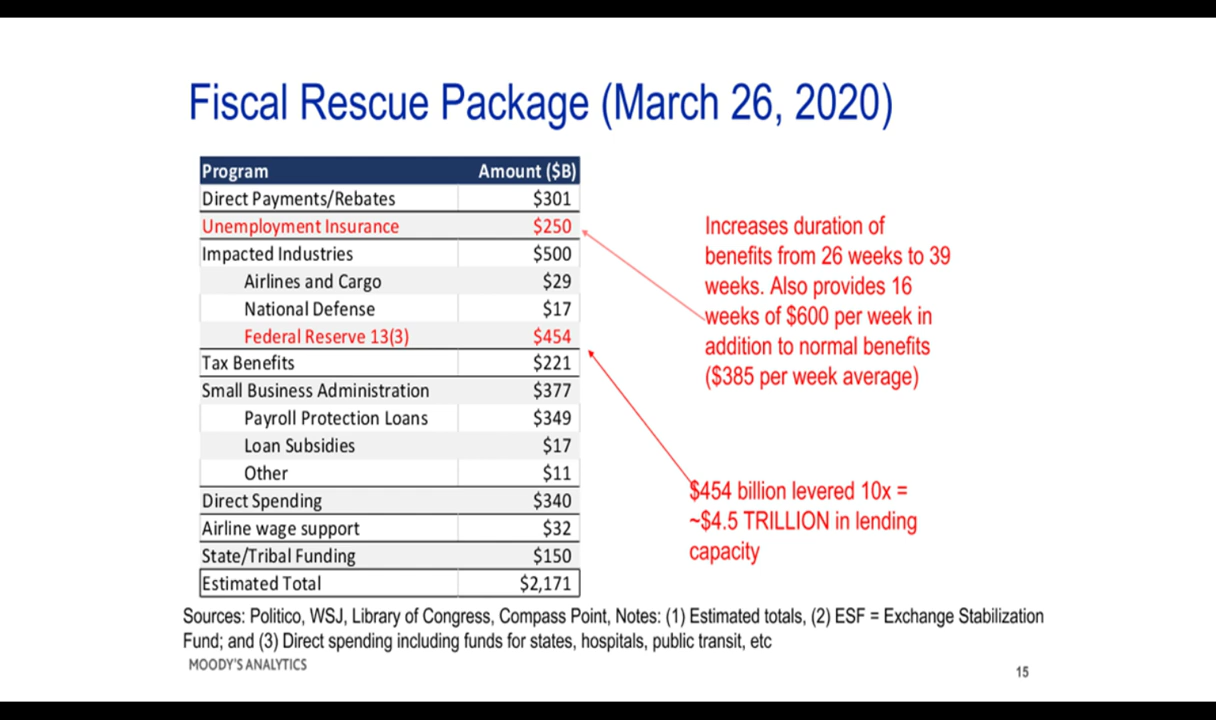 Fiscal Rescue Package (March 26, 2020)
Program Amount ($B)
Direct Payments/Rebates $301
Unemployment Insurance $250
Impacted Industries $500
Airlines and Cargo $29
National Defense $17
Federal Reserve 13(3) $454
Tax Benefits $221
Small Business Administration $377
Payroll Protection Loans $349
Loan Subsidies $17
Other $11
Direct Spending $340
Airline wage support $32
State/Tribal Funding $150
Estimated Total $2,171
Increases duration of
benefits from 26 weeks to 39
weeks. Also provides 16
weeks of $600 per week in
addition to normal benefits
($385 per week average)
$454 billion levered 10x =
~$4.5 TRILLION in lending
capacity
Sources: Politico, WSJ, Library of Congress, Compass Point, Notes: (1) Estimated totals, (2) ESF = Exchange Stabilization
Fund; and (3) Direct spending including funds for states, hospitals, public transit, etc
MOODY'S ANALYTICS
15